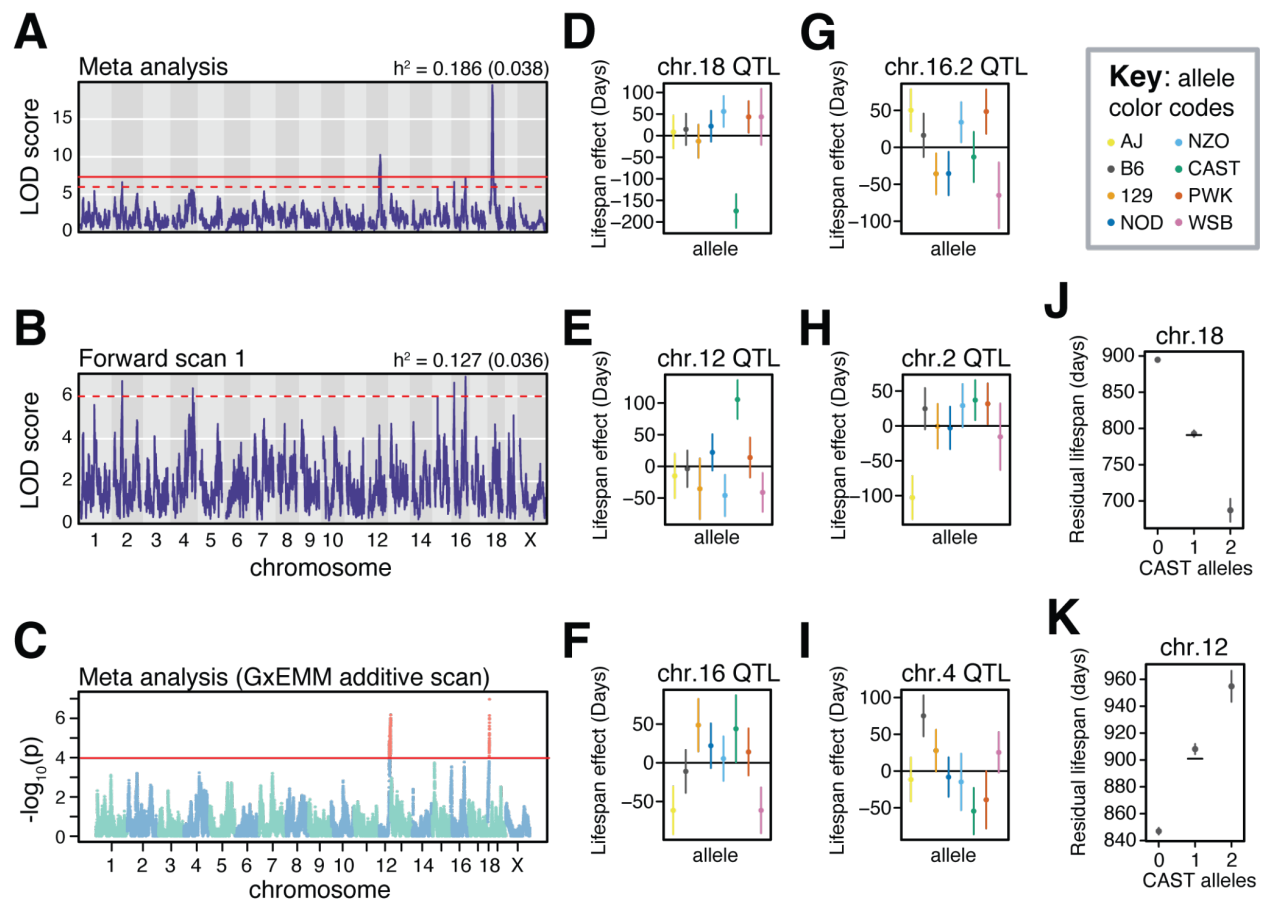 A
Meta analysis
h² = 0.186 (0.038)
LOD score
15
10
5
0
B
Forward scan 1
h² = 0.127 (0.036)
LOD score
6
4
2
0
1 2 3 4 5 6 7 8 9 10 12 14 16 18 X
chromosome
C
Meta analysis (GxEMM additive scan)
-log₁₀(p)
6
4
2
0
1 2 3 4 5 6 7 8 10 12 14 16 18 X
chromosome
D
chr.18 QTL
Lifespan effect (Days)
100
50
0
−50
−100
−150
−200
allele
E
chr.12 QTL
Lifespan effect (Days)
100
50
0
−50
allele
F
chr.16 QTL
Lifespan effect (Days)
50
0
−50
allele
G
chr.16.2 QTL
Lifespan effect (Days)
50
0
−50
−100
allele
H
chr.2 QTL
Lifespan effect (Days)
50
0
−50
−100
allele
I
chr.4 QTL
Lifespan effect (Days)
100
50
0
−50
allele
Key: allele
color codes
AJ NZO
B6 CAST
129 PWK
NOD WSB
J
chr.18
Residual lifespan (days)
900
800
750
700
0 1 2
CAST alleles
K
chr.12
Residual lifespan (days)
960
940
920
900
880
860
840
0 1 2
CAST alleles